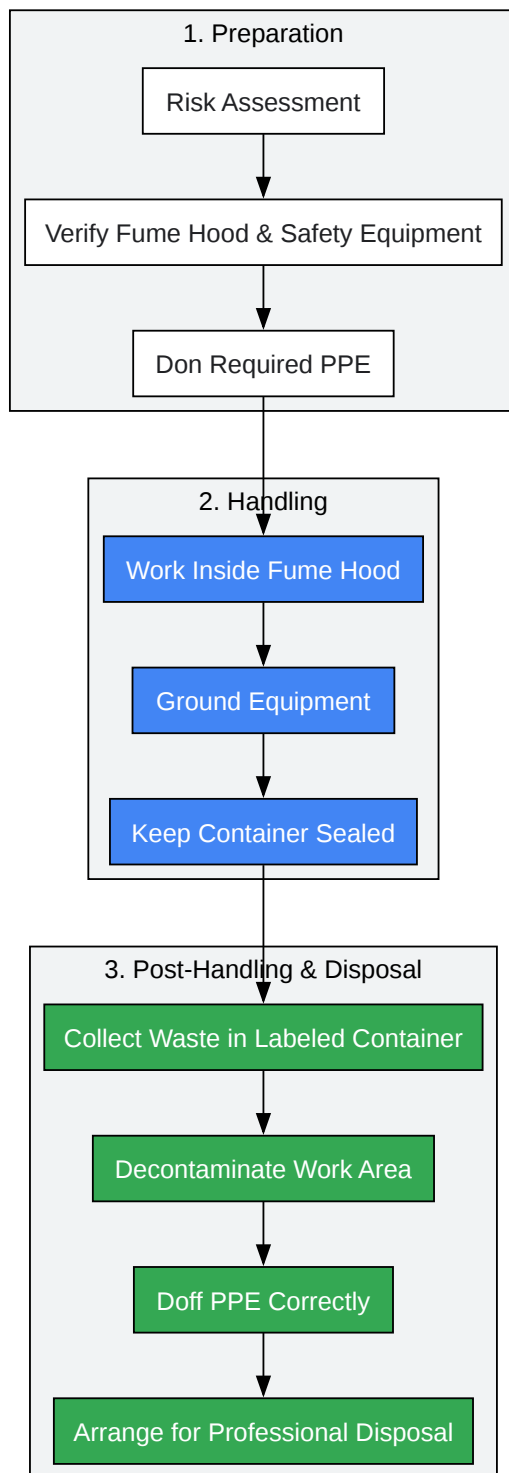 1. Preparation
Risk Assessment
Verify Fume Hood & Safety Equipment
Don Required PPE
2. Handling
Work Inside Fume Hood
Ground Equipment
Keep Container Sealed
3. Post-Handling & Disposal
Collect Waste in Labeled Container
Decontaminate Work Area
Doff PPE Correctly
Arrange for Professional Disposal